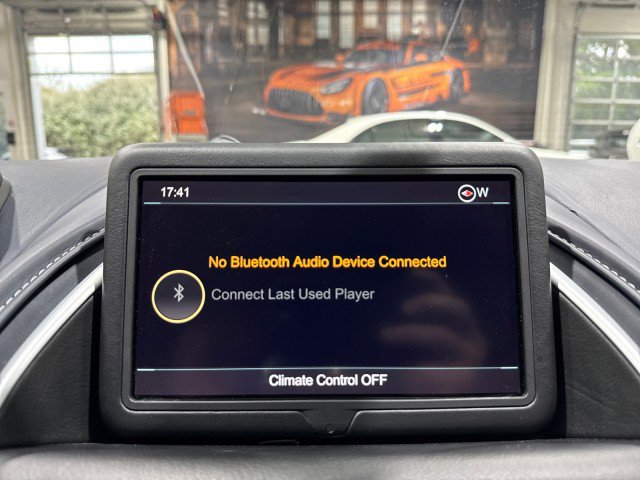 17:41
W
No Bluetooth Audio Device Connected
Connect Last Used Player
Climate Control OFF